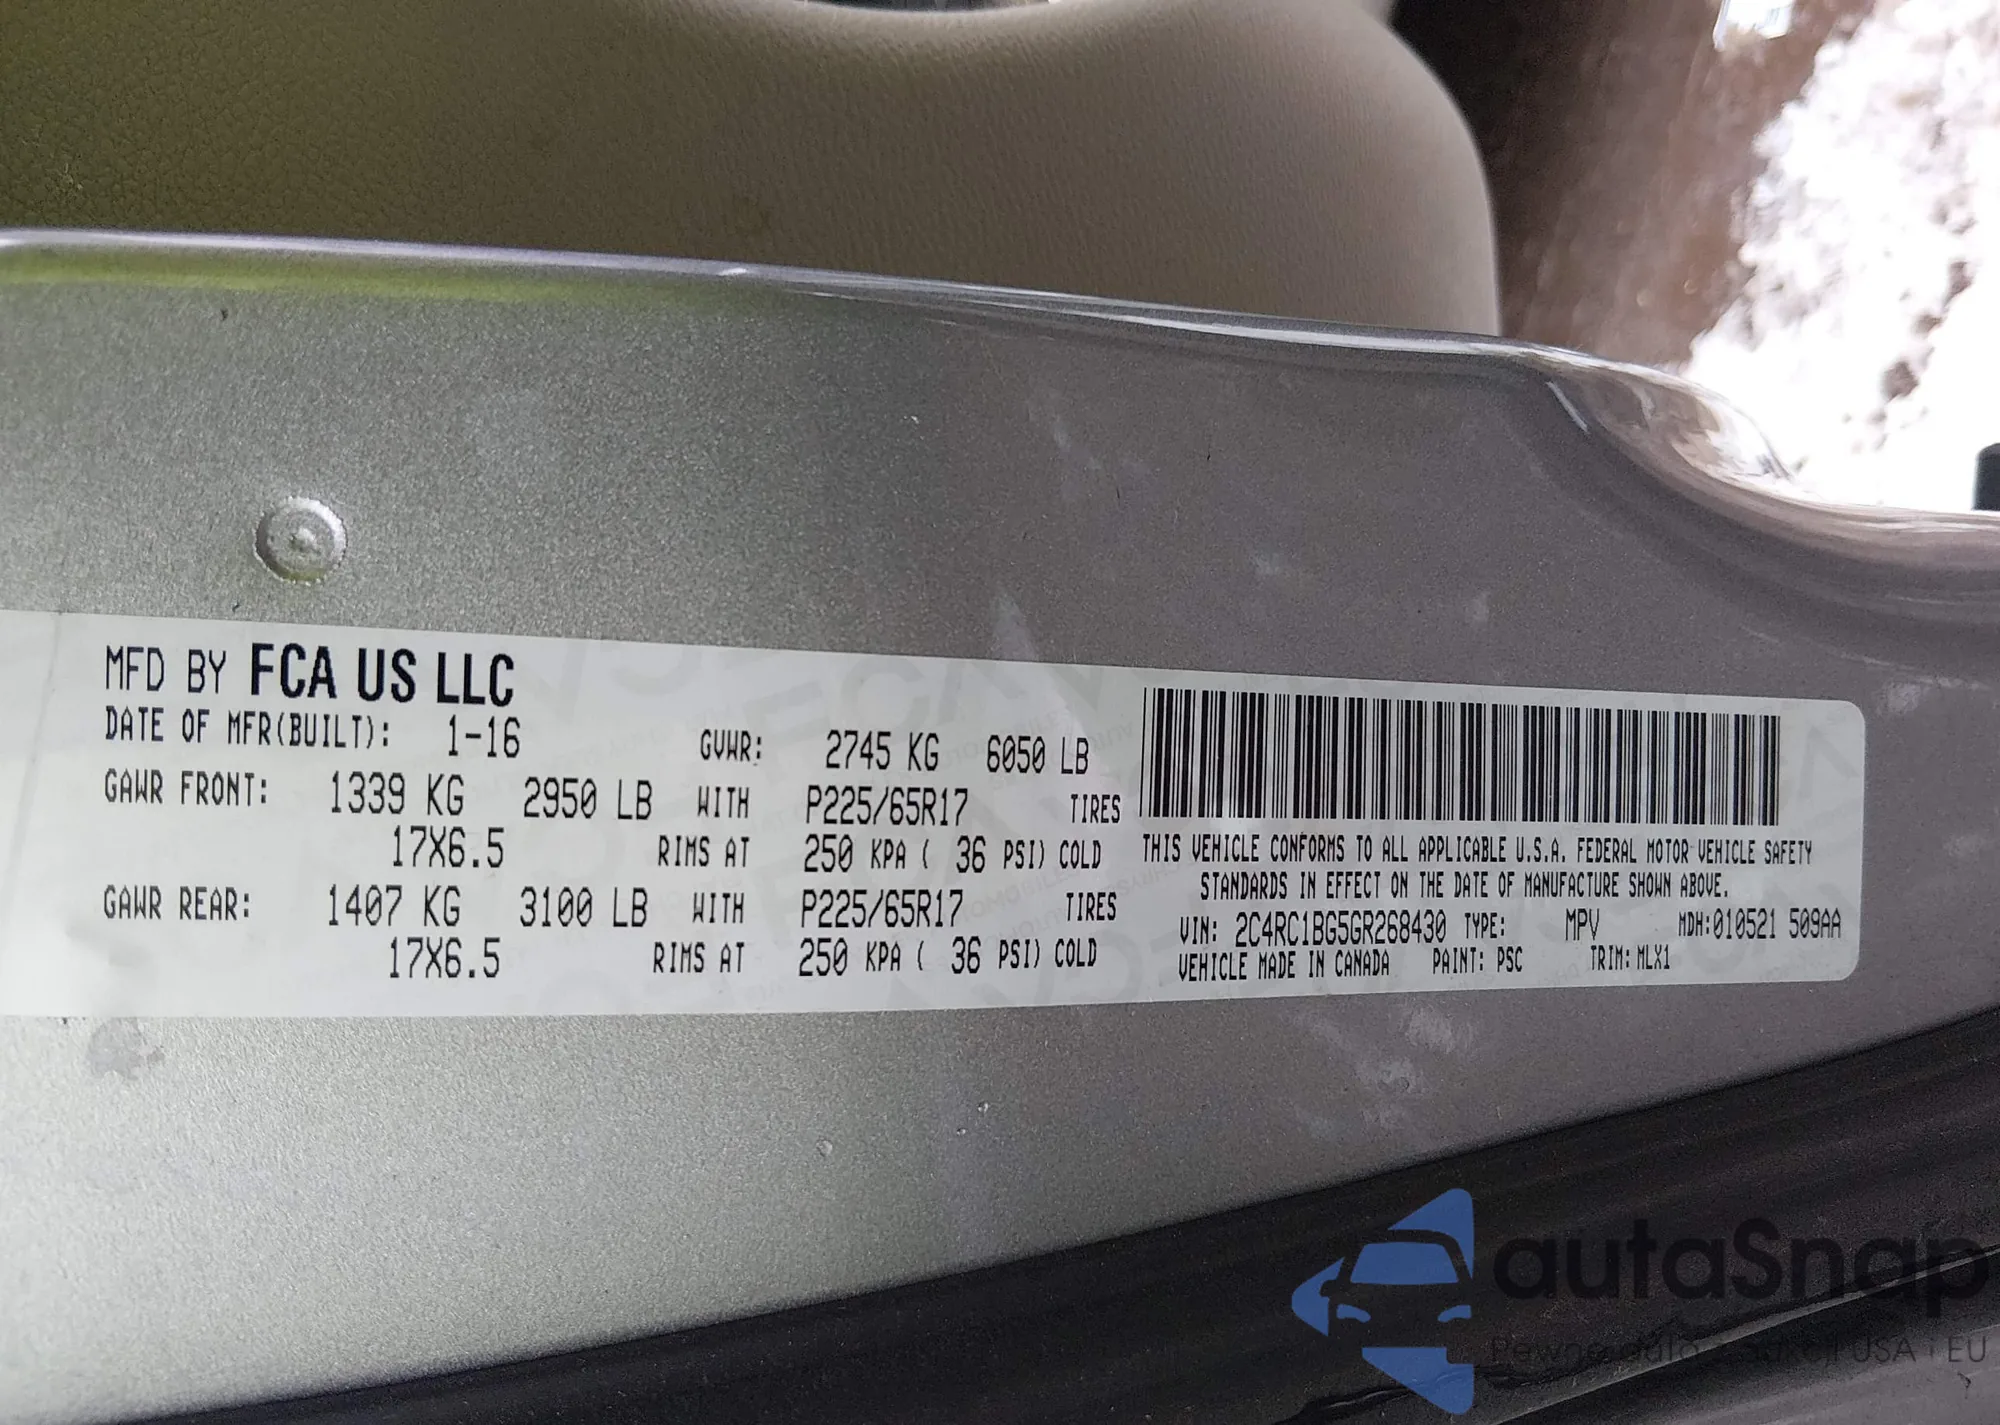 MFD BY FCA US LLC
DATE OF MFR(BUILT): 1-16 GVWR: 2745 KG 6050 LB
GAWR FRONT: 1339 KG 2950 LB WITH P225/65R17 TIRES
17X6.5 RIMS AT 250 KPA ( 36 PSI) COLD
GAWR REAR: 1407 KG 3100 LB WITH P225/65R17 TIRES
17X6.5 RIMS AT 250 KPA ( 36 PSI) COLD
THIS VEHICLE CONFORMS TO ALL APPLICABLE U.S.A. FEDERAL MOTOR VEHICLE SAFETY
STANDARDS IN EFFECT ON THE DATE OF MANUFACTURE SHOWN ABOVE.
VIN: 2C4RC1BG5GR268430 TYPE: MPV MDH:010521 509AA
VEHICLE MADE IN CANADA PAINT: PSC TRIM: MLX1
autaSnap
Pewne auto z USA i EU